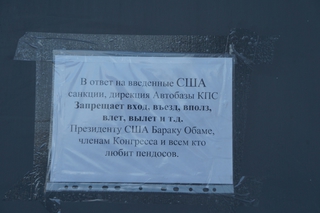 В ответ на введенные США
санкции, дирекция Автобазы КПС
Запрещает вход, въезд, вполз,
влет, вылет и т.д.
Президенту США Бараку Обаме,
членам Конгресса и всем кто
любит пендосов.